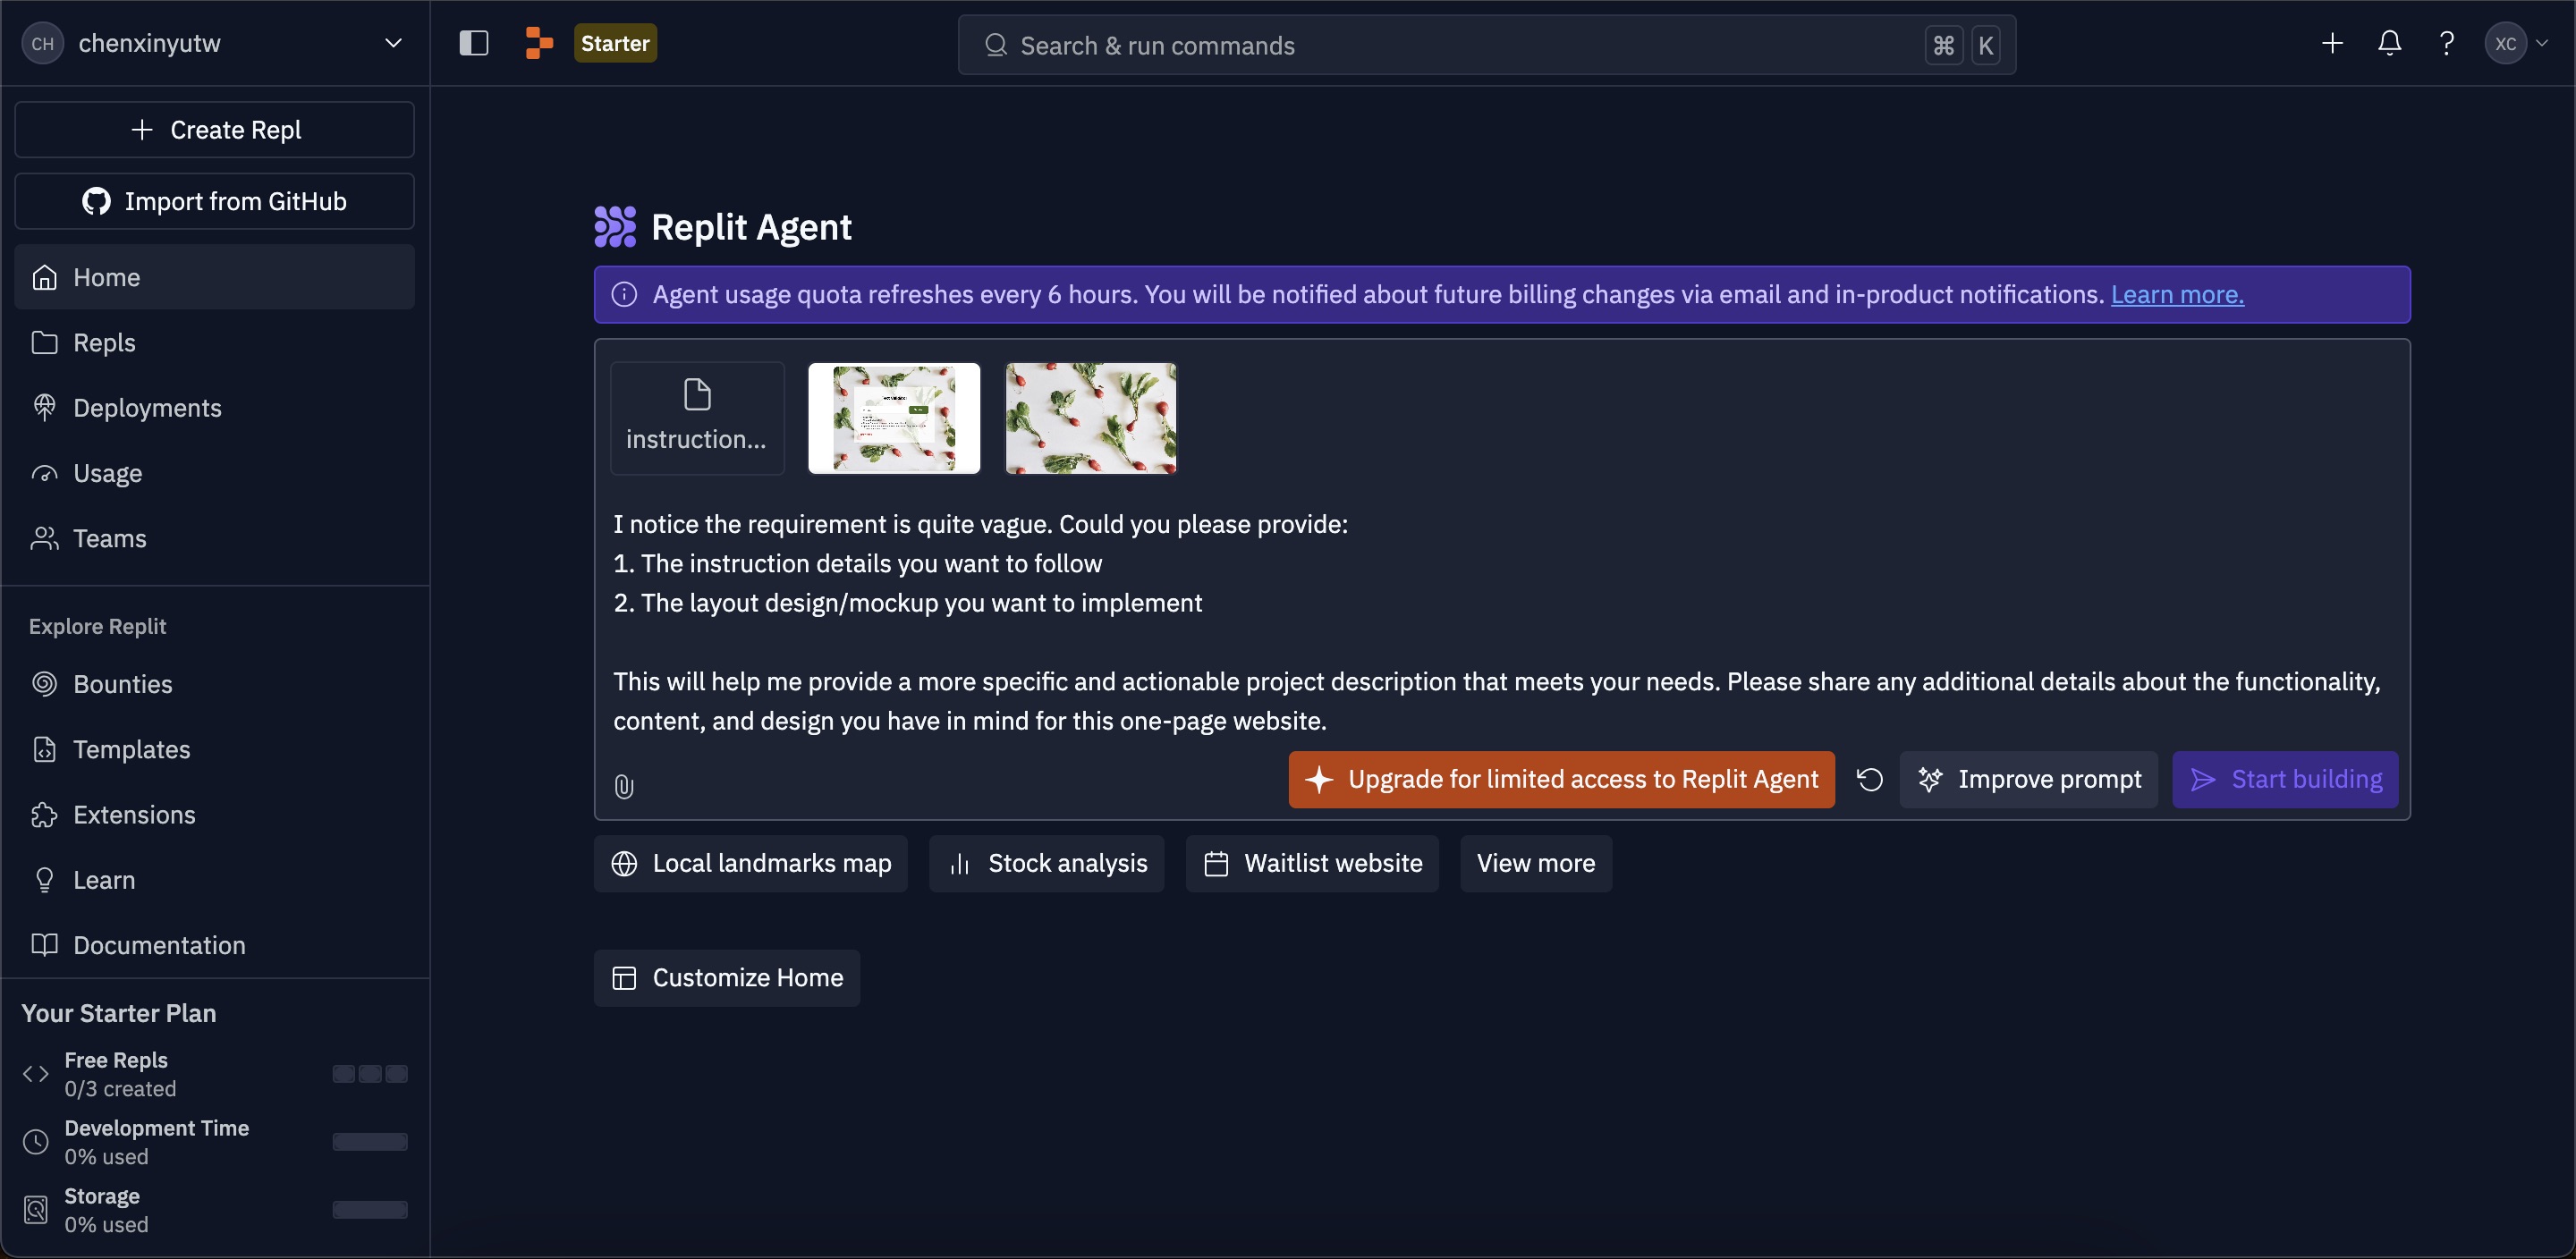 CH chenxinyutw
Starter
Search & run commands
⌘ K
?
XC
+ Create Repl
Import from GitHub
Home
Repls
Deployments
Usage
Teams
Explore Replit
Bounties
Templates
Extensions
Learn
Documentation
Your Starter Plan
Free Repls
0/3 created
Development Time
0% used
Storage
0% used
Replit Agent
Agent usage quota refreshes every 6 hours. You will be notified about future billing changes via email and in-product notifications. Learn more.
instruction...
I notice the requirement is quite vague. Could you please provide:
1. The instruction details you want to follow
2. The layout design/mockup you want to implement
This will help me provide a more specific and actionable project description that meets your needs. Please share any additional details about the functionality,
content, and design you have in mind for this one-page website.
Upgrade for limited access to Replit Agent
Improve prompt
Start building
Local landmarks map
Stock analysis
Waitlist website
View more
Customize Home